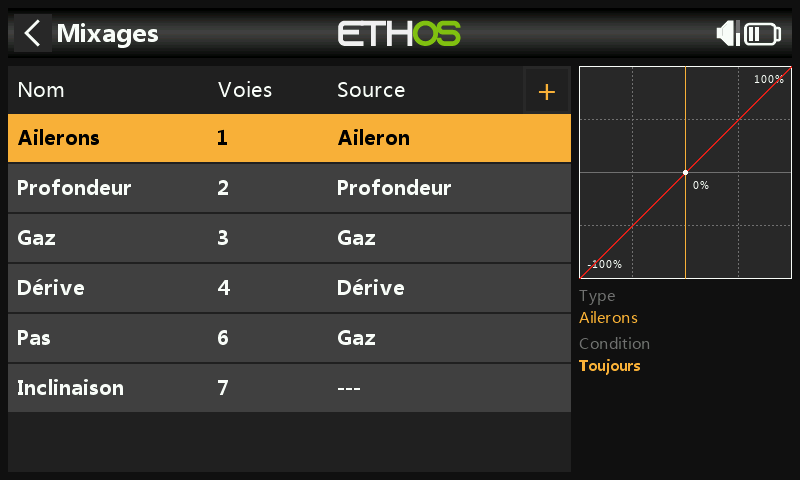 Mixages
ETHOS
Nom Voies Source +
Ailerons 1 Aileron
Profondeur 2 Profondeur
Gaz 3 Gaz
Dérive 4 Dérive
Pas 6 Gaz
Inclinaison 7 ---
100%
0%
-100%
Type
Ailerons
Condition
Toujours